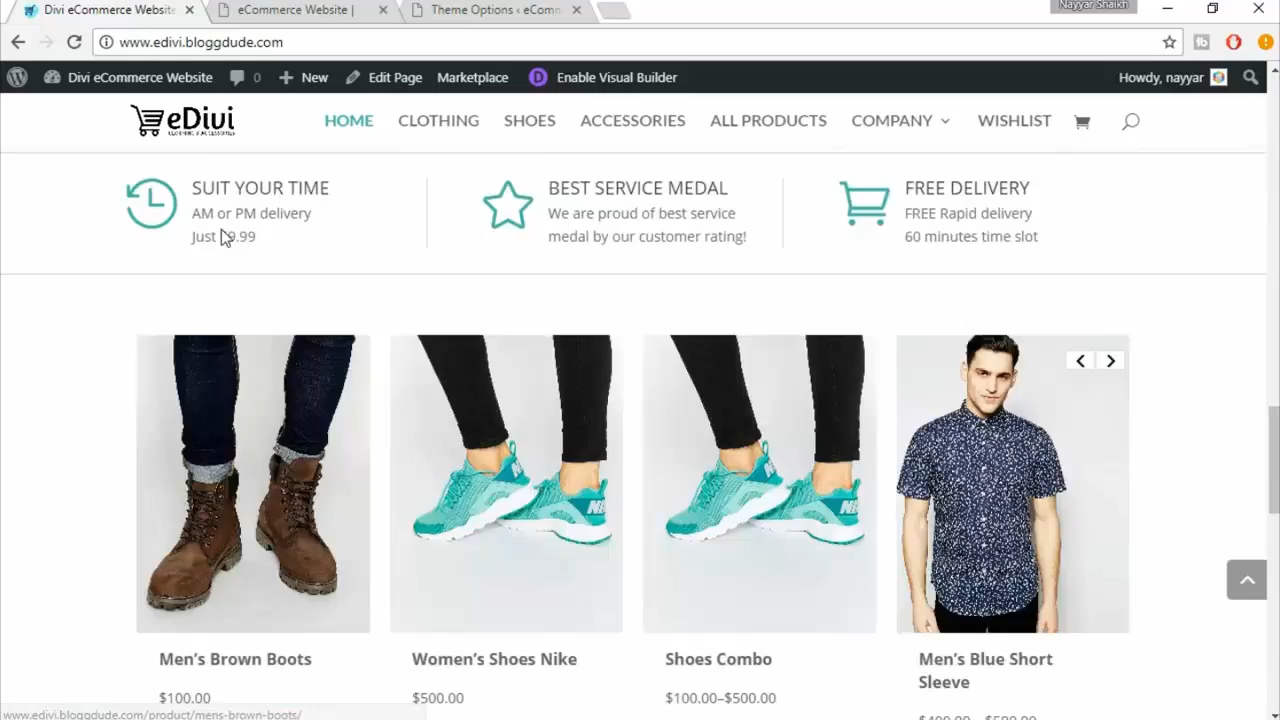 Nayyar Shaikh
Divi eCommerce Website
eCommerce Website |
Theme Options ‹ eComm
www.edivi.bloggdude.com
Divi eCommerce Website
0
New
Edit Page
Marketplace
D
Enable Visual Builder
Howdy, nayyar
eDivi
CLOTHING & ACCESSORIES
HOME
CLOTHING
SHOES
ACCESSORIES
ALL PRODUCTS
COMPANY
WISHLIST
SUIT YOUR TIME
AM or PM delivery
Just 9.99
BEST SERVICE MEDAL
We are proud of best service
medal by our customer rating!
FREE DELIVERY
FREE Rapid delivery
60 minutes time slot
Men’s Brown Boots
$100.00
Women’s Shoes Nike
$500.00
Shoes Combo
$100.00–$500.00
Men’s Blue Short
Sleeve
www.edivi.bloggdude.com/product/mens-brown-boots/